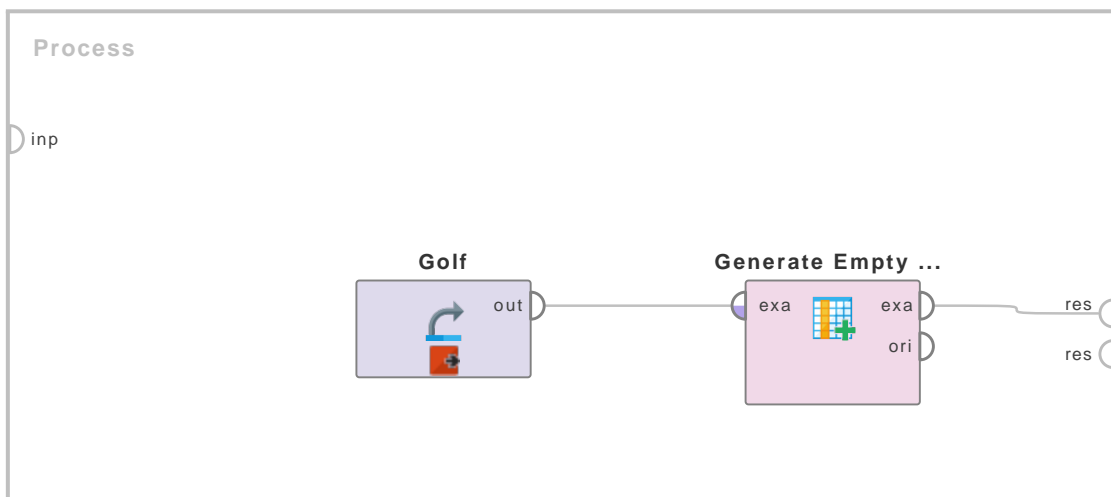 Process
inp
Golf
out
Generate Empty ...
exa
exa
ori
res
res